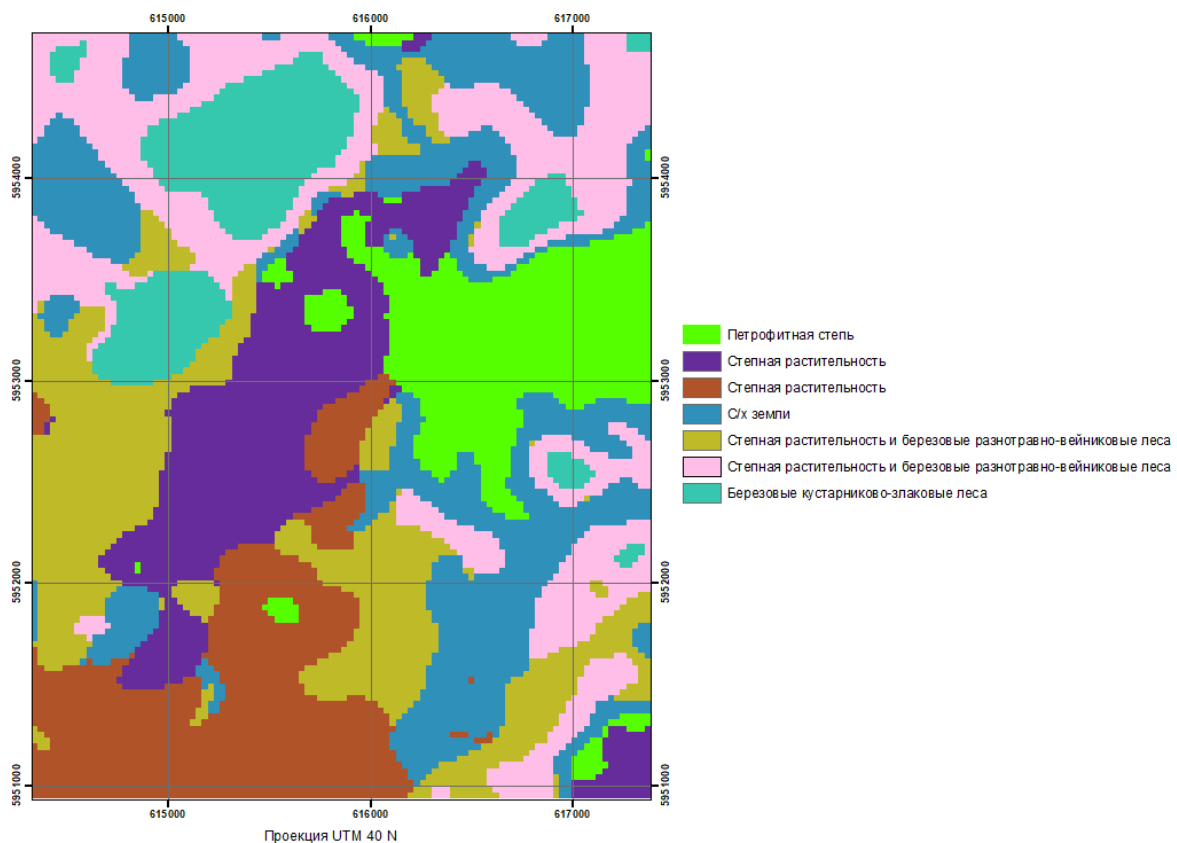 615000 616000 617000
5954000 5954000
5953000 5953000
5952000 5952000
5951000 5951000
615000 616000 617000
Проекция UTM 40 N
Петрофитная степь
Степная растительность
Степная растительность
С/х земли
Степная растительность и березовые разнотравно-вейниковые леса
Степная растительность и березовые разнотравно-вейниковые леса
Березовые кустарниково-злаковые леса